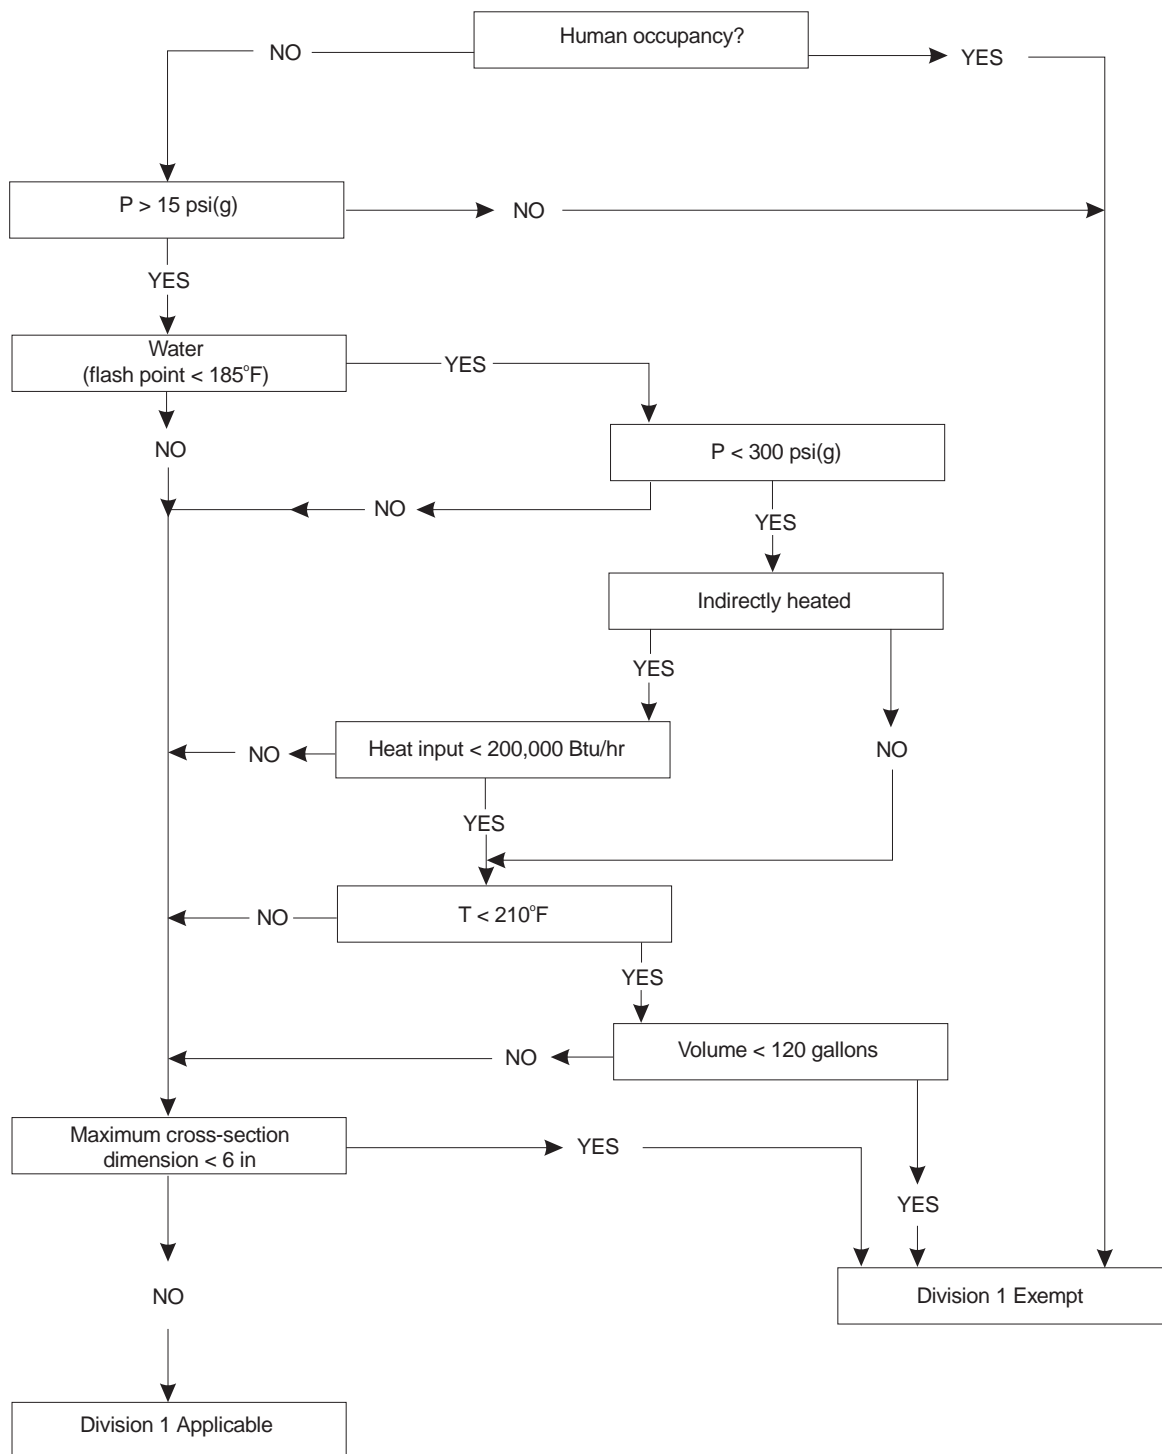 Human occupancy?
NO
YES
P > 15 psi(g)
NO
YES
Water
(flash point < 185°F)
YES
NO
P < 300 psi(g)
NO
YES
Indirectly heated
YES
NO
Heat input < 200,000 Btu/hr
NO
YES
T < 210°F
NO
YES
Volume < 120 gallons
NO
Maximum cross-section
dimension < 6 in
YES
YES
NO
Division 1 Exempt
Division 1 Applicable